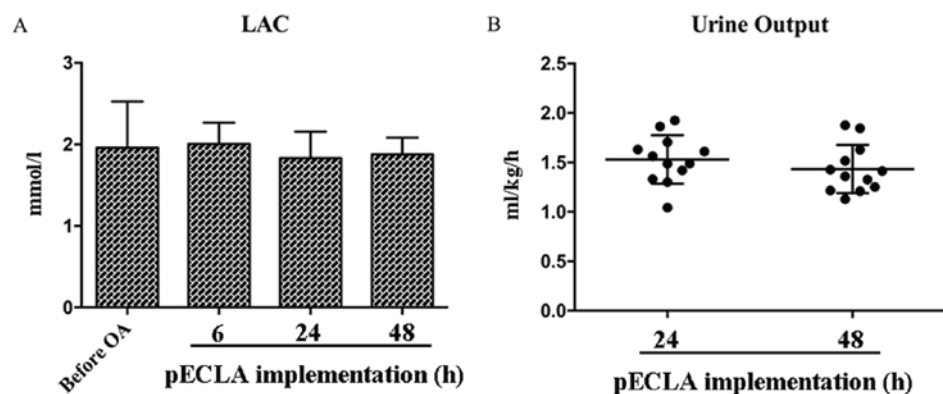 A
LAC
mmol/l
3
2
1
0
Before OA
6 24 48
pECLA implementation (h)
B
Urine Output
ml/kg/h
2.5
2.0
1.5
1.0
0.5
0.0
24 48
pECLA implementation (h)